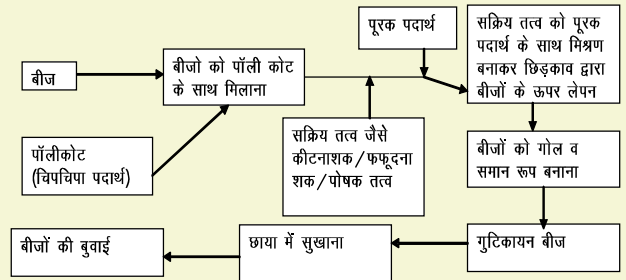 पूरक पदार्थ
सक्रिय तत्व को पूरक
पदार्थ के साथ मिश्रण
बनाकर छिड़काव द्वारा
बीजों के ऊपर लेपन
बीज
बीजो को पॉली कोट
के साथ मिलाना
पॉलीकोट
(चिपचिपा पदार्थ)
सक्रिय तत्व जैसे
कीटनाशक/फफूदना
शक/पोषक तत्व
बीजों को गोल व
समान रूप बनाना
गुटिकायन बीज
छाया में सुखाना
बीजों की बुवाई